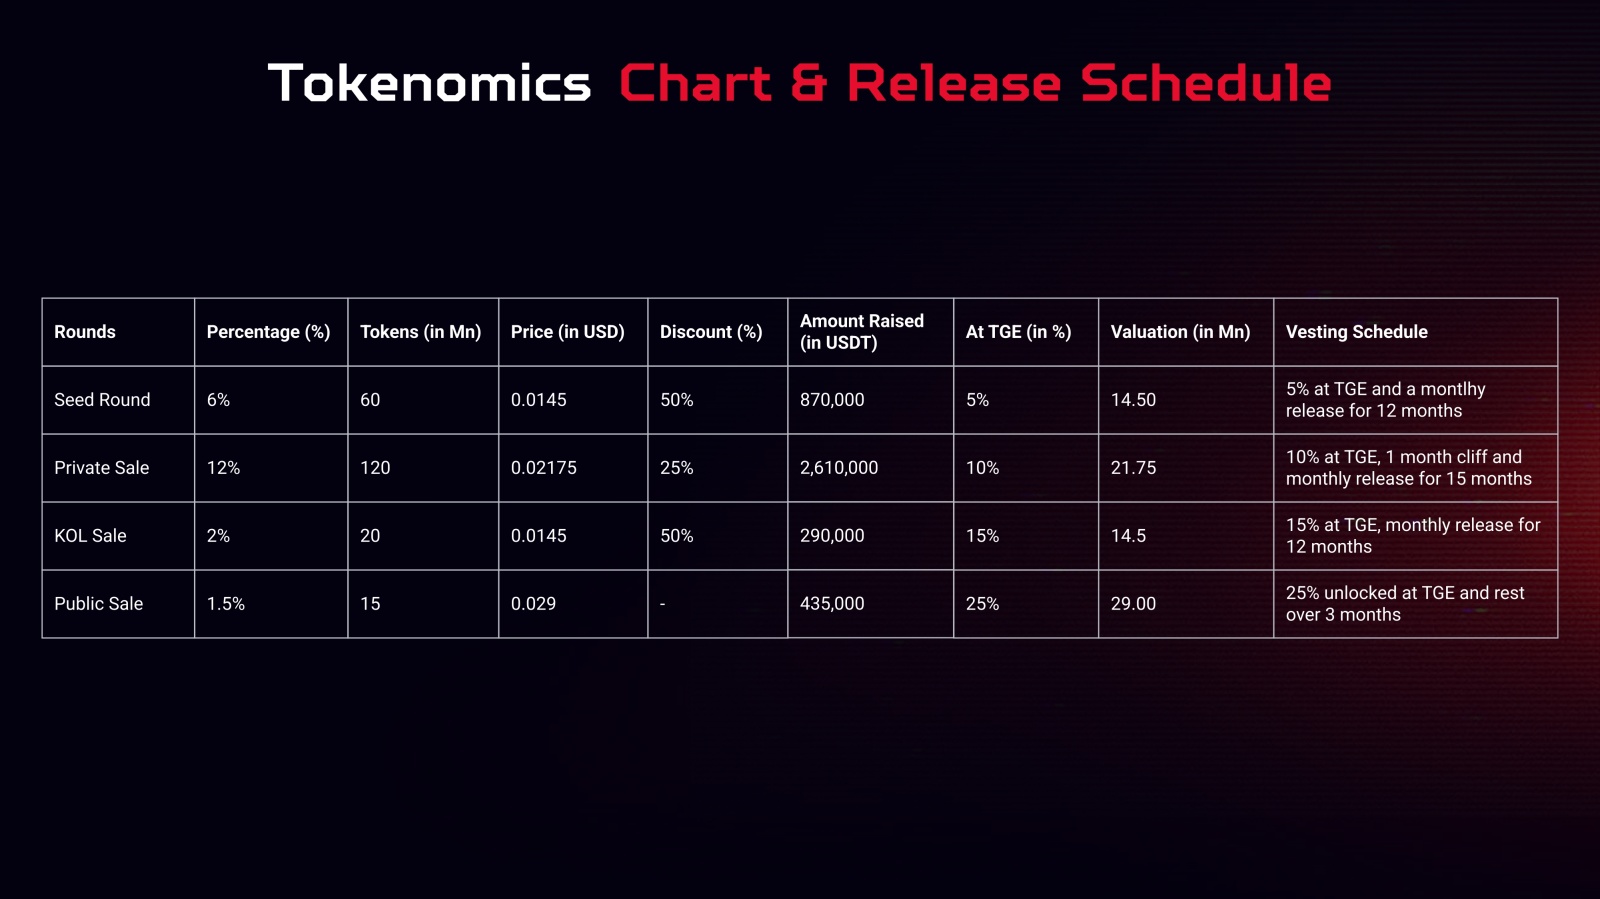 Tokenomics Chart & Release Schedule
Rounds Percentage (%) Tokens (in Mn) Price (in USD) Discount (%) Amount Raised (in USDT) At TGE (in %) Valuation (in Mn) Vesting Schedule
Seed Round 6% 60 0.0145 50% 870,000 5% 14.50 5% at TGE and a montlhy release for 12 months
Private Sale 12% 120 0.02175 25% 2,610,000 10% 21.75 10% at TGE, 1 month cliff and monthly release for 15 months
KOL Sale 2% 20 0.0145 50% 290,000 15% 14.5 15% at TGE, monthly release for 12 months
Public Sale 1.5% 15 0.029 - 435,000 25% 29.00 25% unlocked at TGE and rest over 3 months